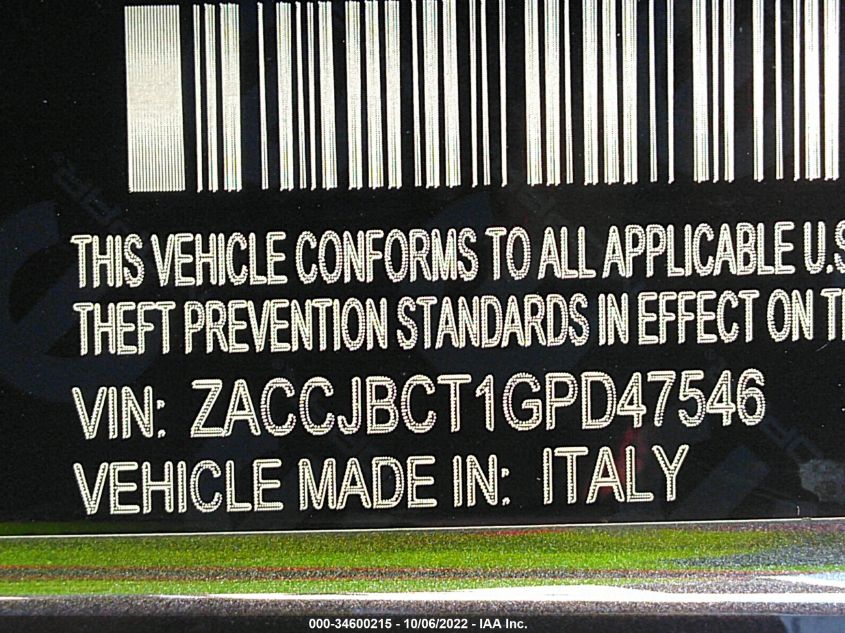 THIS VEHICLE CONFORMS TO ALL APPLICABLE U.S
THEFT PREVENTION STANDARDS IN EFFECT ON
VIN: ZACCJBCT1GPD47546
VEHICLE MADE IN: ITALY
000-34600215 - 10/06/2022 - IAA Inc.